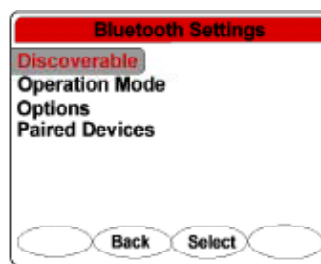 Bluetooth Settings
Discoverable
Operation Mode
Options
Paired Devices
Back Select